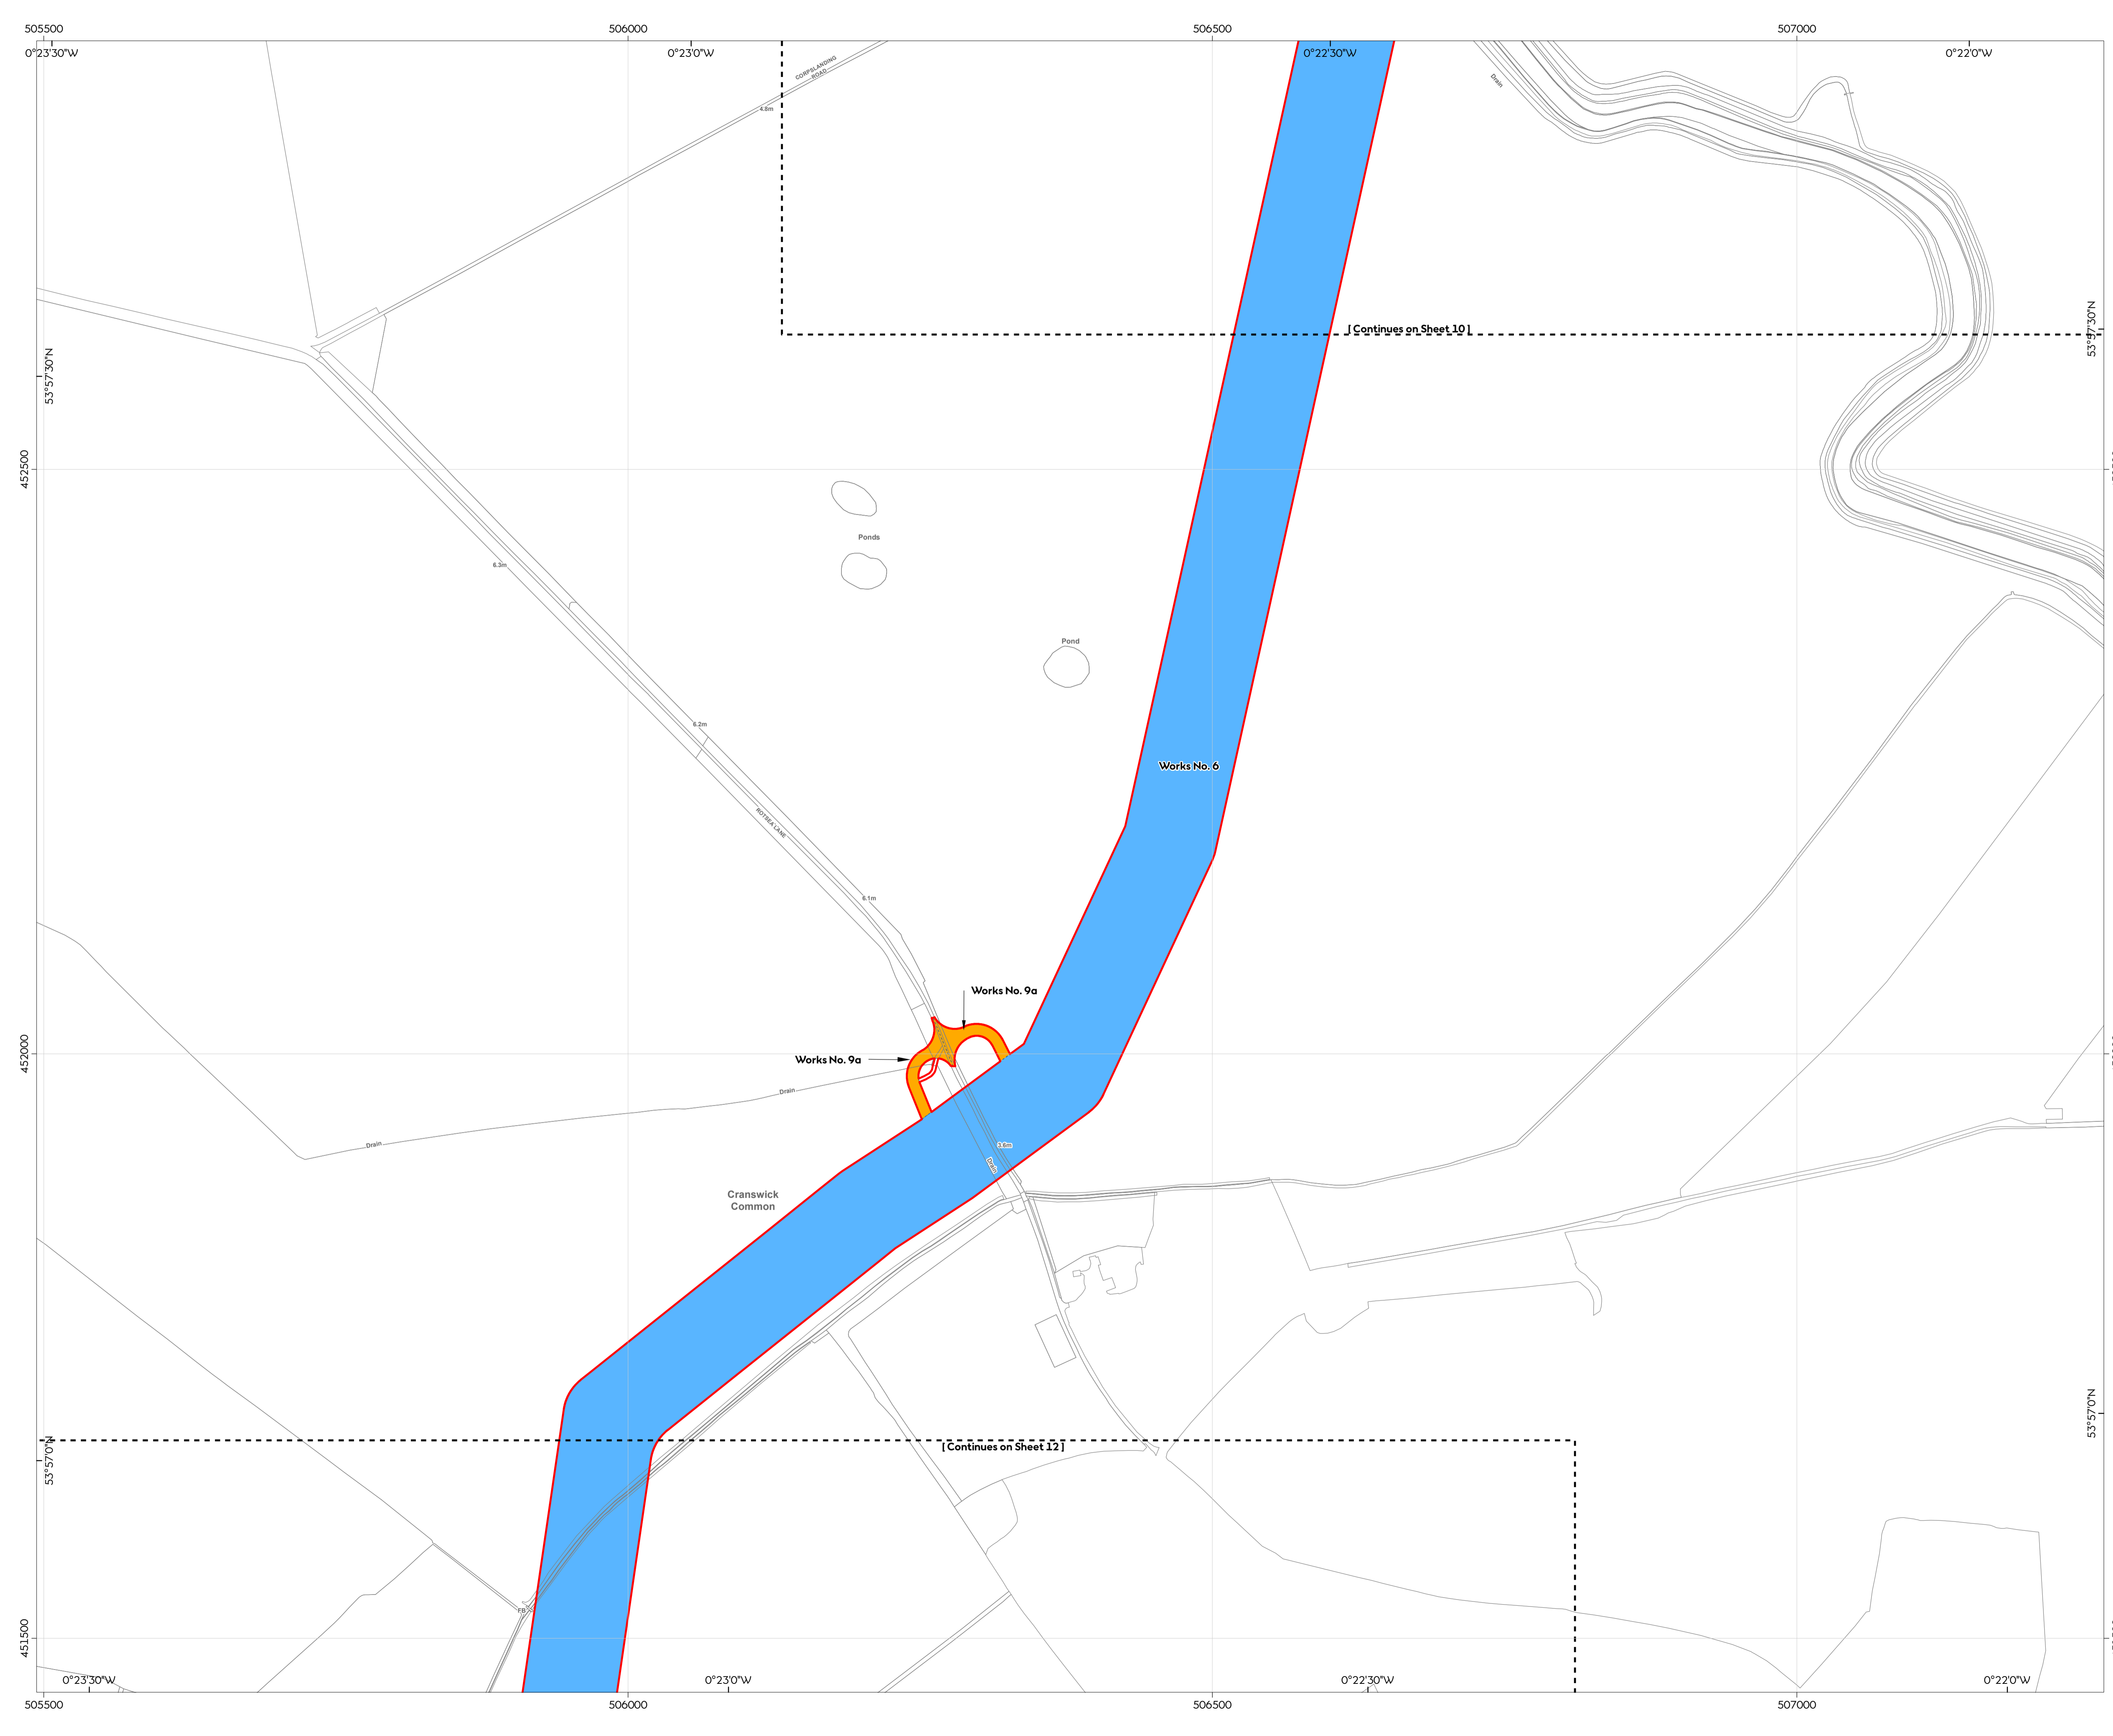 505500
506000
506500
507000
0°23'30"W
0°23'0"W
0°22'30"W
0°22'0"W
CORPSLANDING
ROAD
4.8m
Drain
[ Continues on Sheet 10 ]
53°57'30"N
53°57'30"N
452500
Ponds
6.3m
Pond
6.2m
Works No. 6
ROTSEA LANE
6.1m
Works No. 9a
452000
Works No. 9a
Drain
Drain
3.6m
Drain
Cranswick
Common
53°57'0"N
[ Continues on Sheet 12 ]
53°57'0"N
FB
451500
0°23'30"W
0°23'0"W
0°22'30"W
0°22'0"W
505500
506000
506500
507000